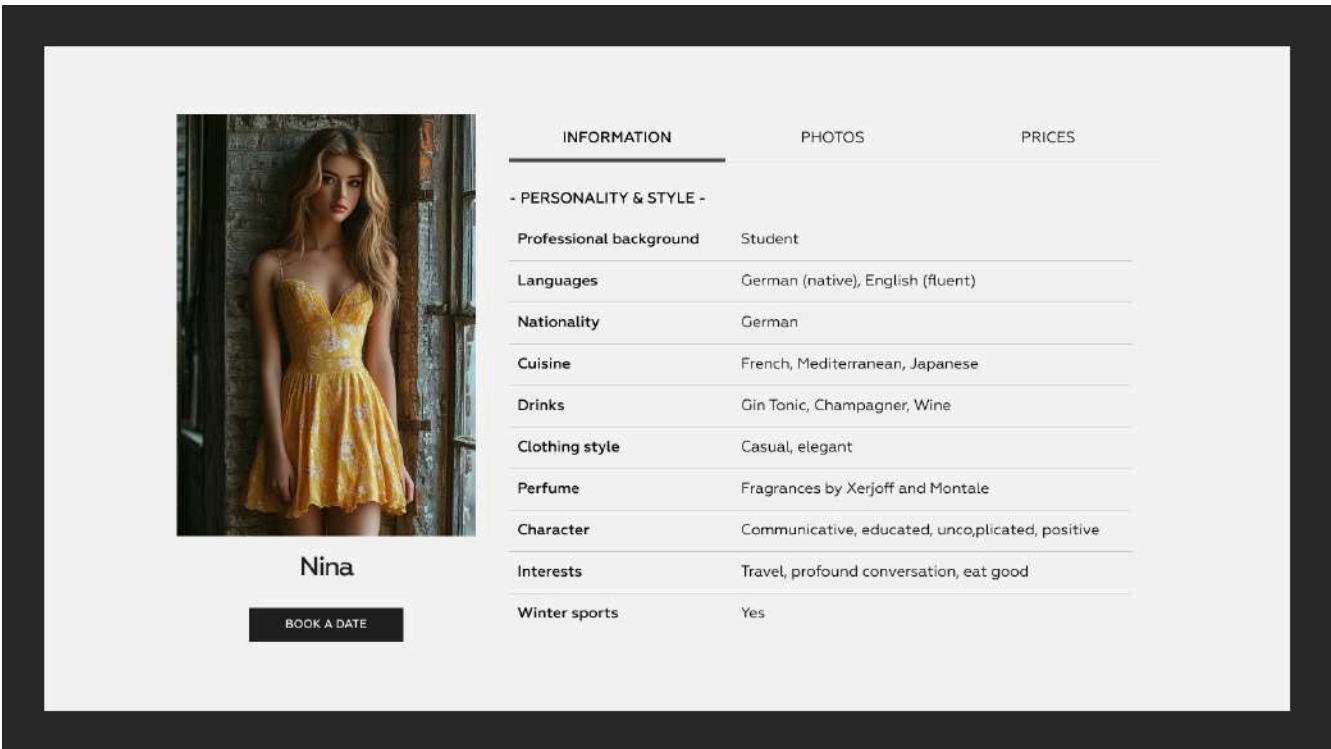 INFORMATION PHOTOS PRICES
- PERSONALITY & STYLE -
Professional background Student
Languages German (native), English (fluent)
Nationality German
Cuisine French, Mediterranean, Japanese
Drinks Gin Tonic, Champagner, Wine
Clothing style Casual, elegant
Perfume Fragrances by Xerjoff and Montale
Character Communicative, educated, unco,plicated, positive
Interests Travel, profound conversation, eat good
Winter sports Yes
Nina
BOOK A DATE